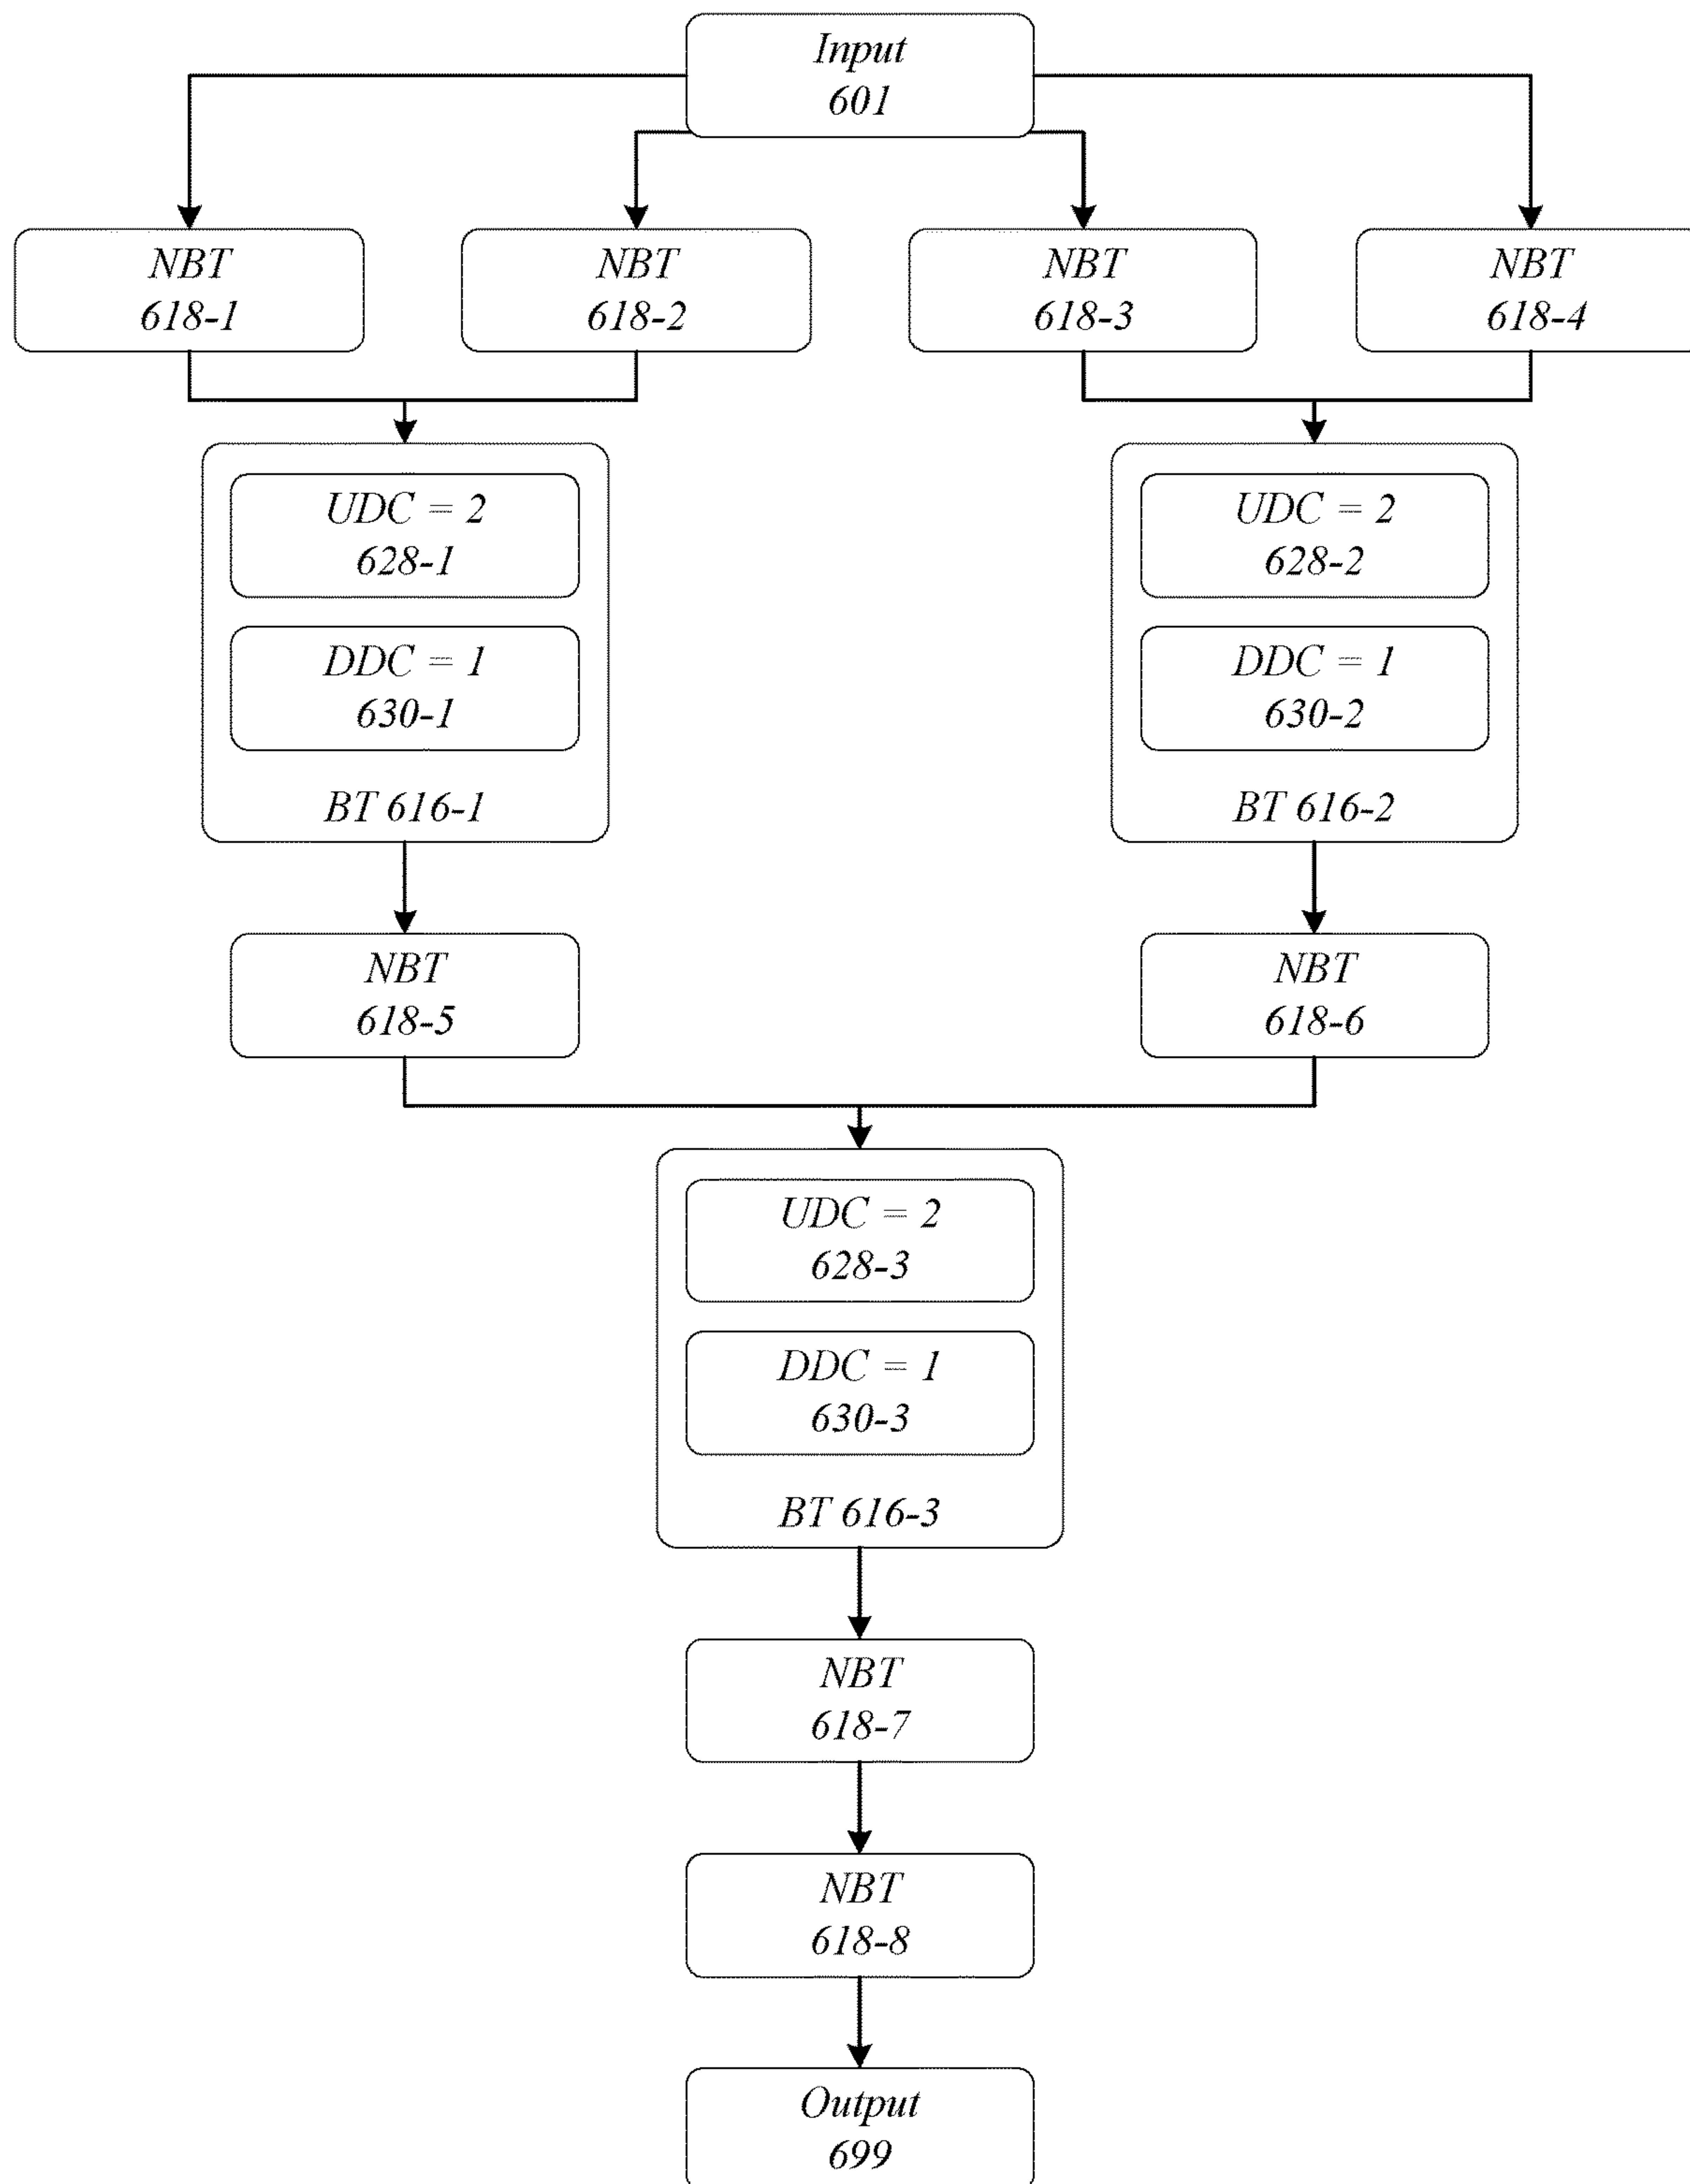 Input
601
NBT
618-1
NBT
618-2
NBT
618-3
NBT
618-4
UDC = 2
628-1
DDC = 1
630-1
BT 616-1
UDC = 2
628-2
DDC = 1
630-2
BT 616-2
NBT
618-5
NBT
618-6
UDC = 2
628-3
DDC = 1
630-3
BT 616-3
NBT
618-7
NBT
618-8
Output
699